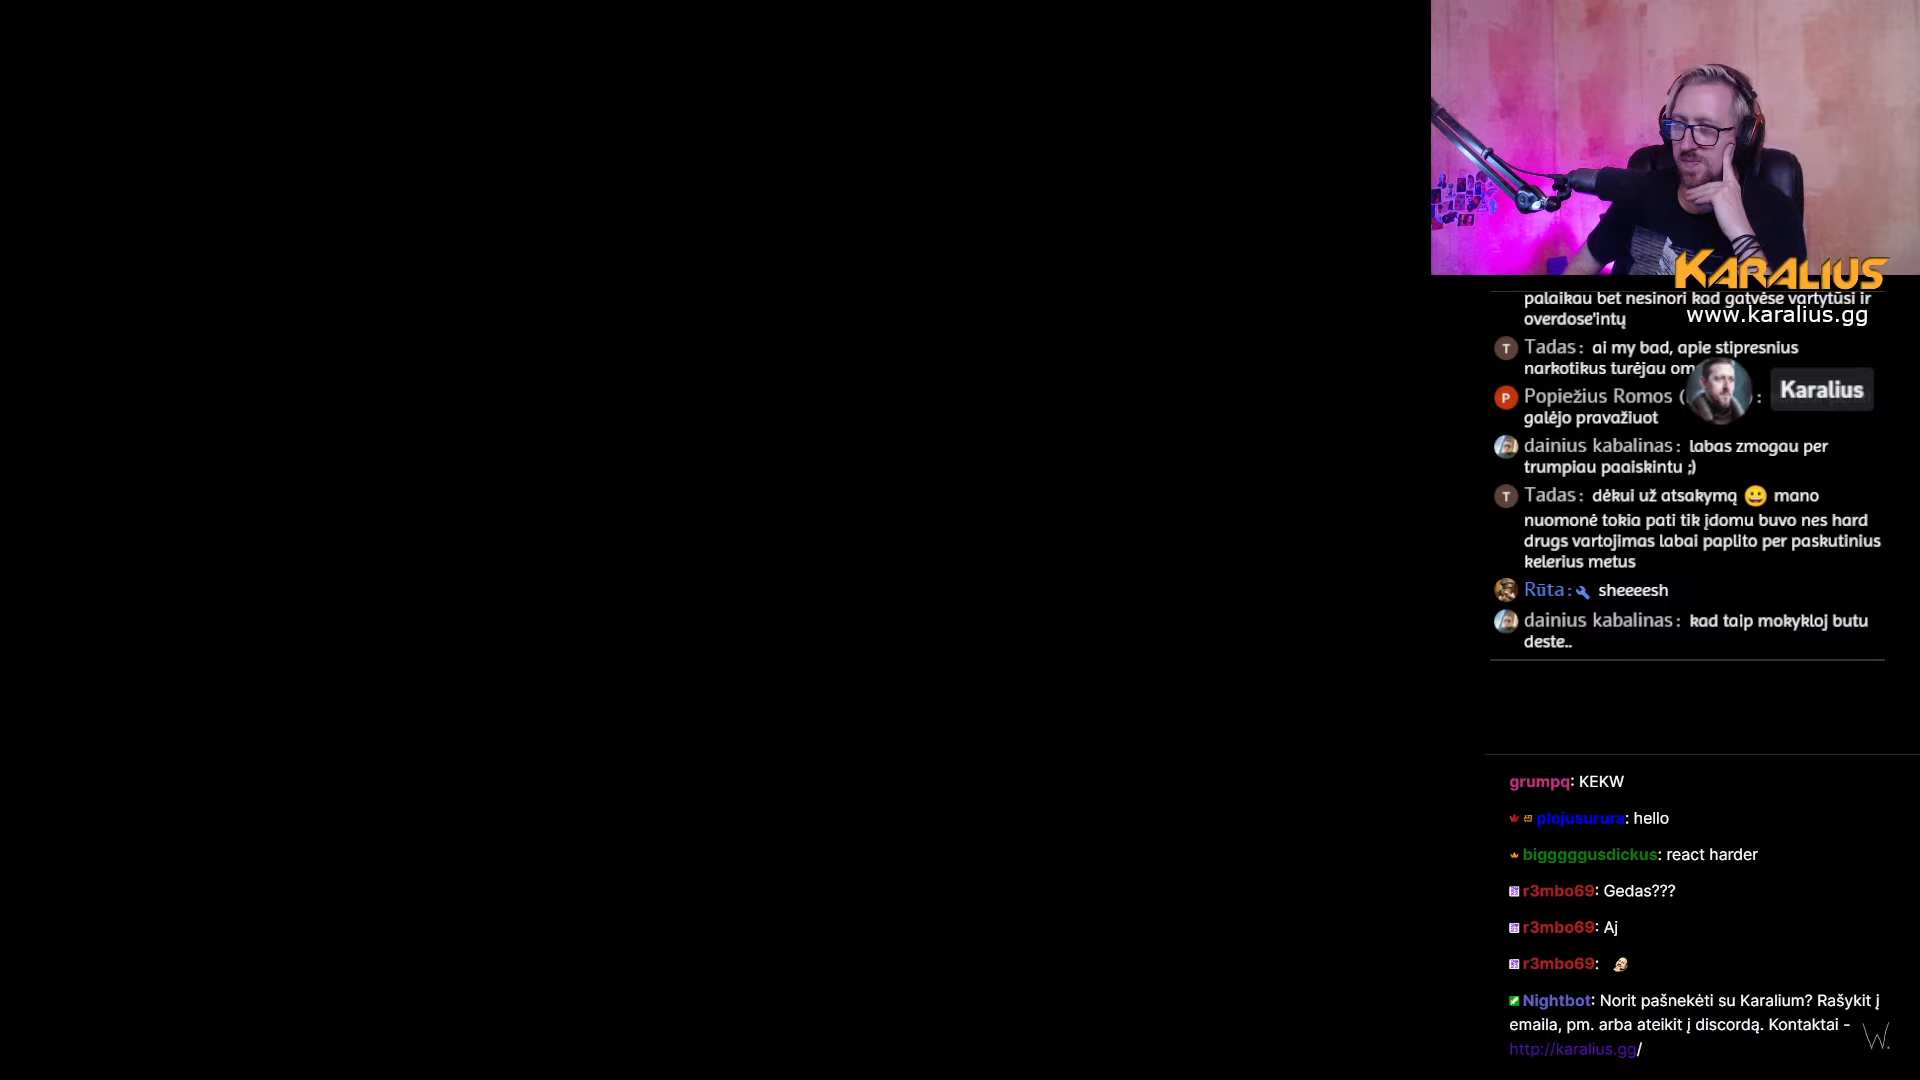 KARALIUS
palaikau bet nesinori kad gatvėse vartytųsi ir
www.karalius.gg
overdose'intų
T Tadas: ai my bad, apie stipresnius
narkotikus turėjau om
P Popiežius Romos ( :
Karalius
galėjo pravažiuot
dainius kabalinas: labas zmogau per
trumpiau paaiskintu ;)
T Tadas: dėkui už atsakymą 😀 mano
nuomonė tokia pati tik įdomu buvo nes hard
drugs vartojimas labai paplito per paskutinius
kelerius metus
Rūta: sheeeesh
dainius kabalinas: kad taip mokykloj butu
deste..
grumpq: KEKW
plojusurura: hello
bigggggusdickus: react harder
r3mbo69: Gedas???
r3mbo69: Aj
r3mbo69:
Nightbot: Norit pašnekėti su Karalium? Rašykit į
emaila, pm. arba ateikit į discordą. Kontaktai -
http://karalius.gg/
W.